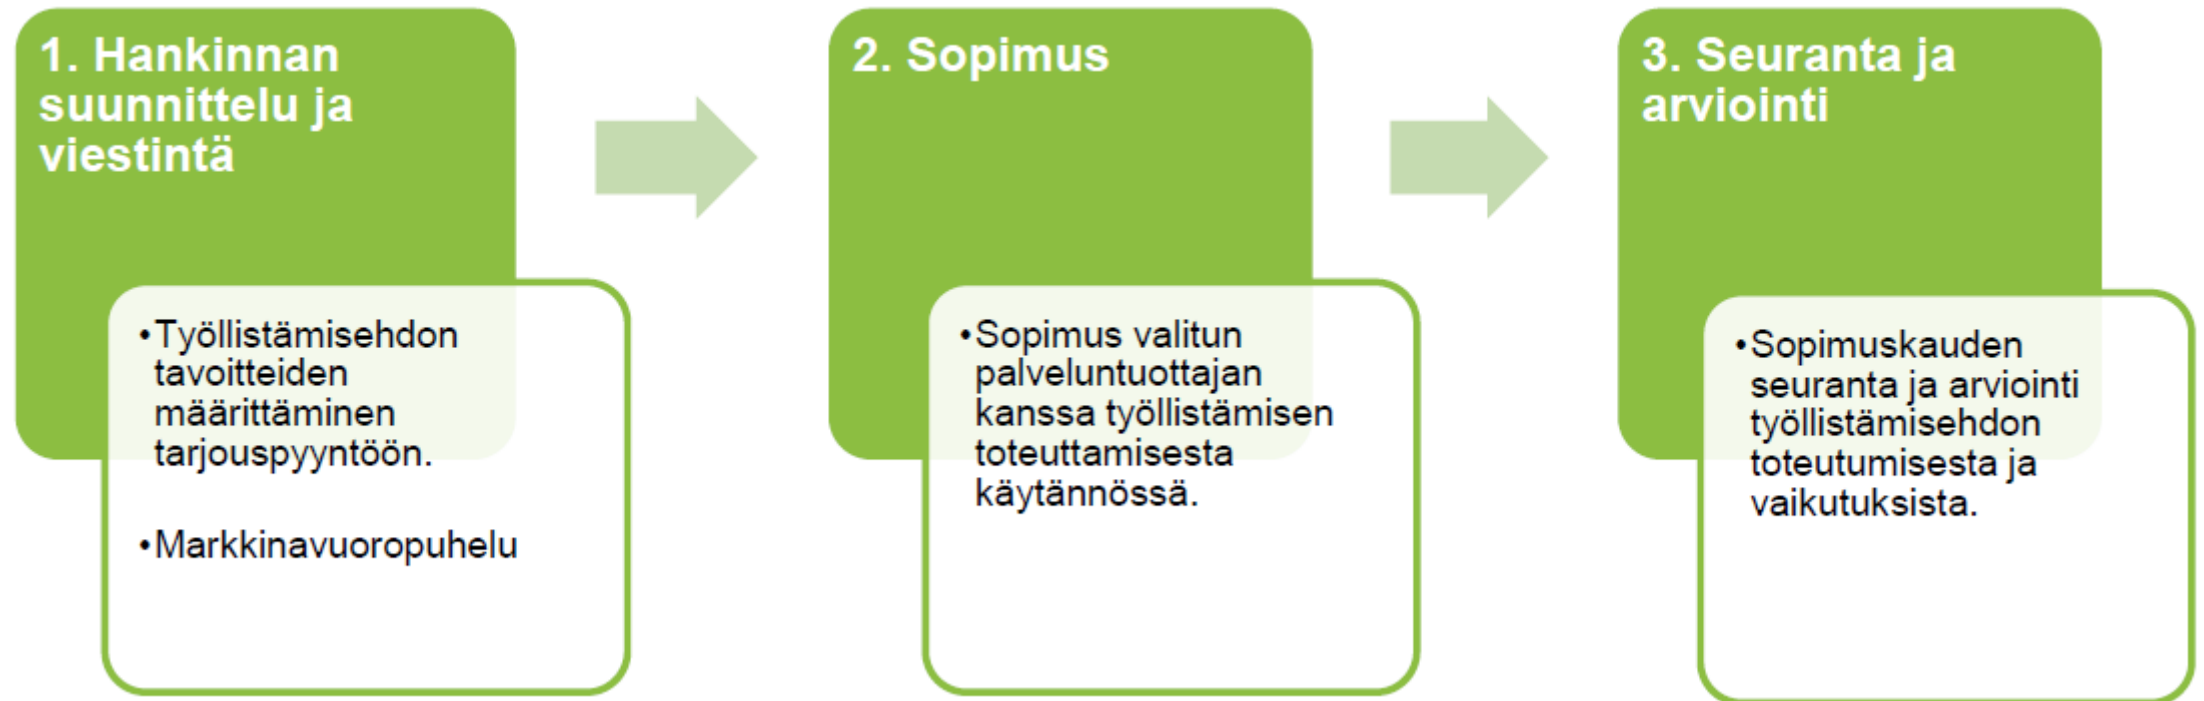 1. Hankinnan
suunnittelu ja
viestintä
•Työllistämisehdon
tavoitteiden
määrittäminen
tarjouspyyntöön.
•Markkinavuoropuhelu
2. Sopimus
•Sopimus valitun
palveluntuottajan
kanssa työllistämisen
toteuttamisesta
käytännössä.
3. Seuranta ja
arviointi
•Sopimuskauden
seuranta ja arviointi
työllistämisehdon
toteutumisesta ja
vaikutuksista.